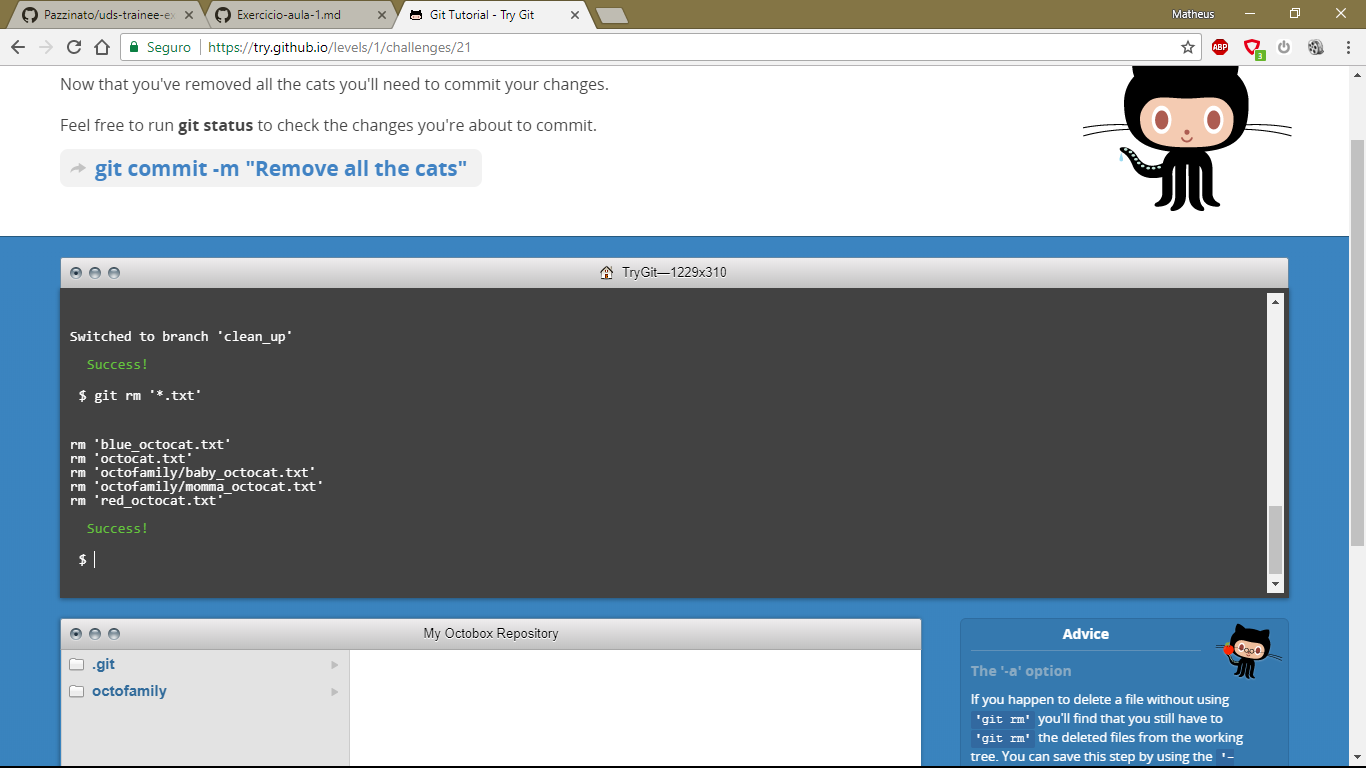 Pazzinato/uds-trainee-ex
Exercicio-aula-1.md
Git Tutorial - Try Git
Matheus
Seguro
https://try.github.io/levels/1/challenges/21
ABP
3
Now that you've removed all the cats you'll need to commit your changes.
Feel free to run git status to check the changes you're about to commit.
git commit -m "Remove all the cats"
TryGit—1229x310
Switched to branch 'clean_up'
Success!
$ git rm '*.txt'
rm 'blue_octocat.txt'
rm 'octocat.txt'
rm 'octofamily/baby_octocat.txt'
rm 'octofamily/momma_octocat.txt'
rm 'red_octocat.txt'
Success!
$
My Octobox Repository
.git
octofamily
Advice
The '-a' option
If you happen to delete a file without using
'git rm' you'll find that you still have to
'git rm' the deleted files from the working
tree. You can save this step by using the '-